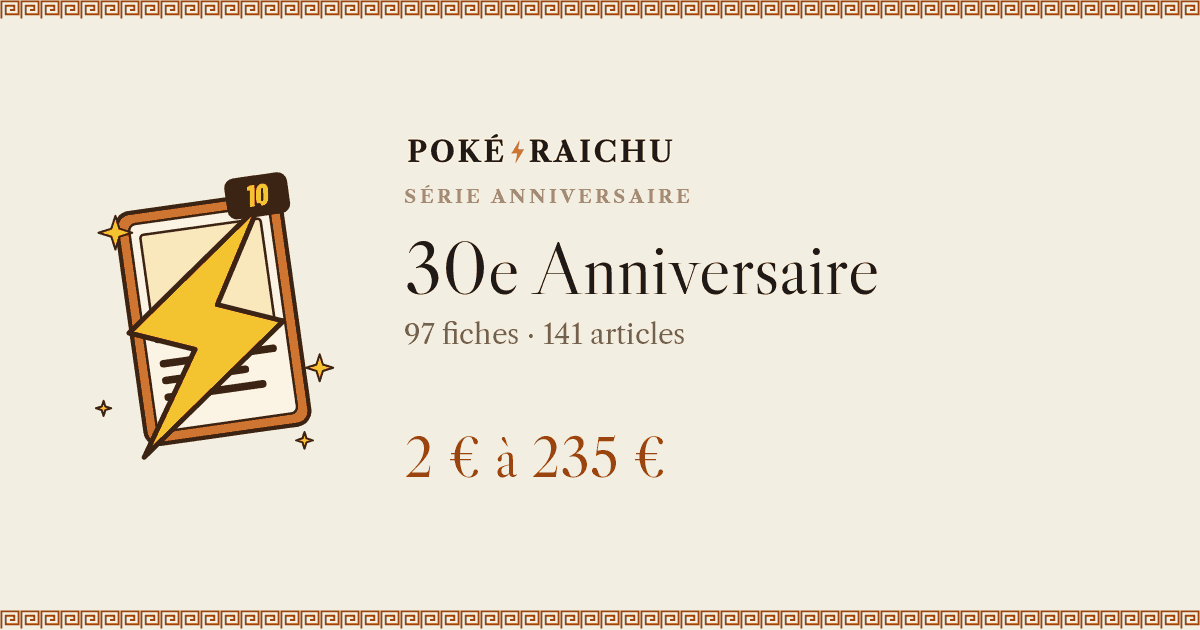 10
POKÉ RAICHU
SÉRIE ANNIVERSAIRE
30e Anniversaire
97 fiches · 141 articles
2 € à 235 €